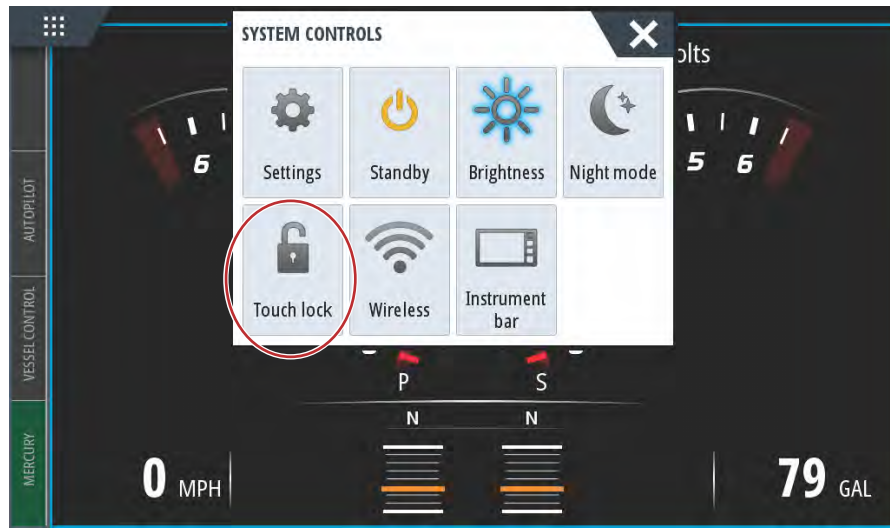 SYSTEM CONTROLS
Settings
Standby
Brightness
Night mode
Touch lock
Wireless
Instrument
bar
6
5 6
AUTOPILOT
VESSEL CONTROL
MERCURY
P S
N N
0 MPH
79 GAL